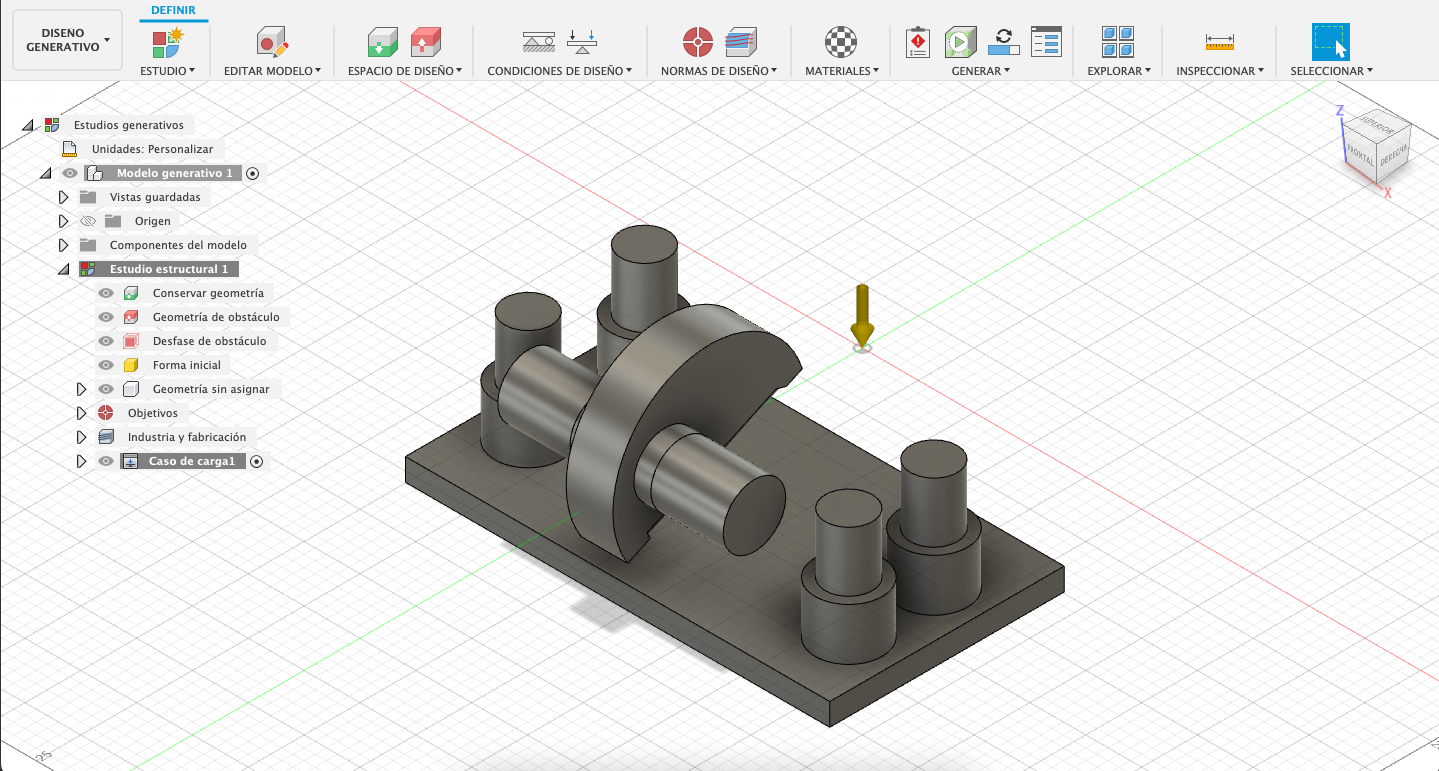 DEFINIR
DISENO
GENERATIVO
ESTUDIO
EDITAR MODELO
ESPACIO DE DISEÑO
CONDICIONES DE DISEÑO
NORMAS DE DISEÑO
MATERIALES
GENERAR
EXPLORAR
INSPECCIONAR
SELECCIONAR
Estudios generativos
Unidades: Personalizar
Modelo generativo 1
Vistas guardadas
Origen
Componentes del modelo
Estudio estructural 1
Conservar geometría
Geometría de obstáculo
Desfase de obstáculo
Forma inicial
Geometría sin asignar
Objetivos
Industria y fabricación
Caso de carga1
Z
SUPERIOR
FRONTAL
DERECHA
X
25